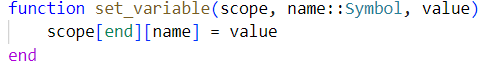 function set_variable(scope, name::Symbol, value)
    scope[end][name] = value
end